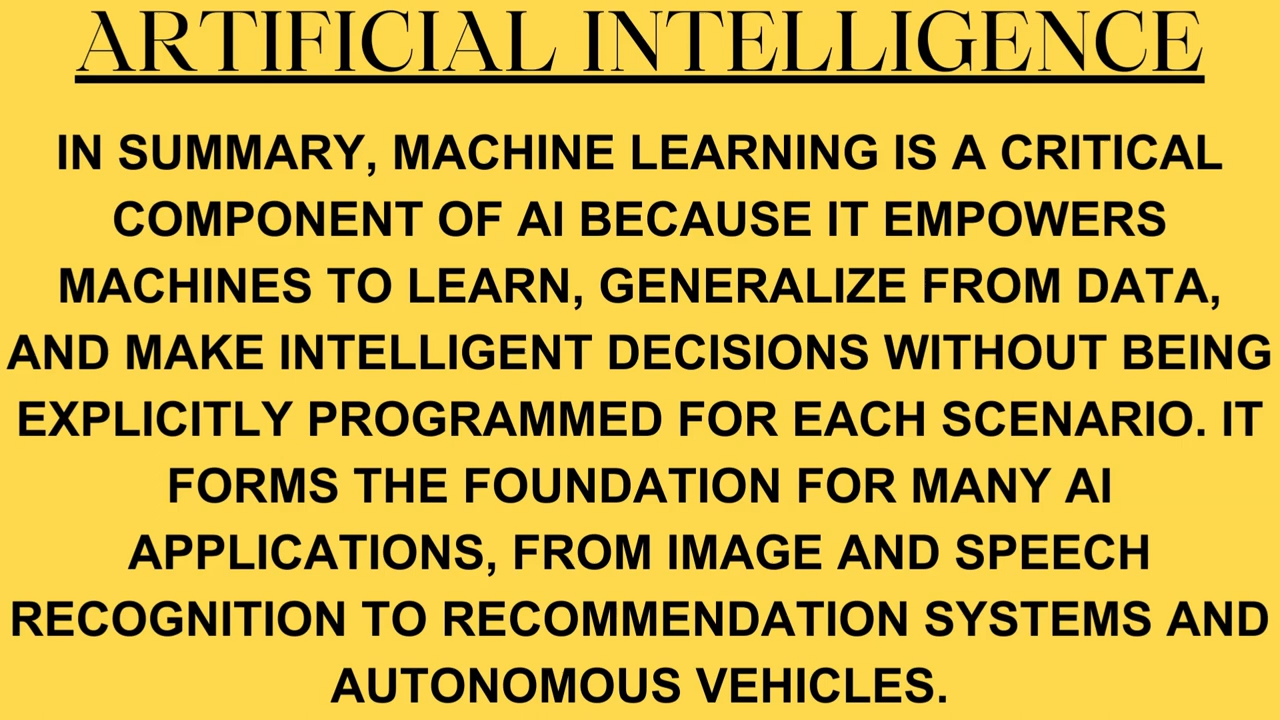 ARTIFICIAL INTELLIGENCE
IN SUMMARY, MACHINE LEARNING IS A CRITICAL
COMPONENT OF AI BECAUSE IT EMPOWERS
MACHINES TO LEARN, GENERALIZE FROM DATA,
AND MAKE INTELLIGENT DECISIONS WITHOUT BEING
EXPLICITLY PROGRAMMED FOR EACH SCENARIO. IT
FORMS THE FOUNDATION FOR MANY AI
APPLICATIONS, FROM IMAGE AND SPEECH
RECOGNITION TO RECOMMENDATION SYSTEMS AND
AUTONOMOUS VEHICLES.